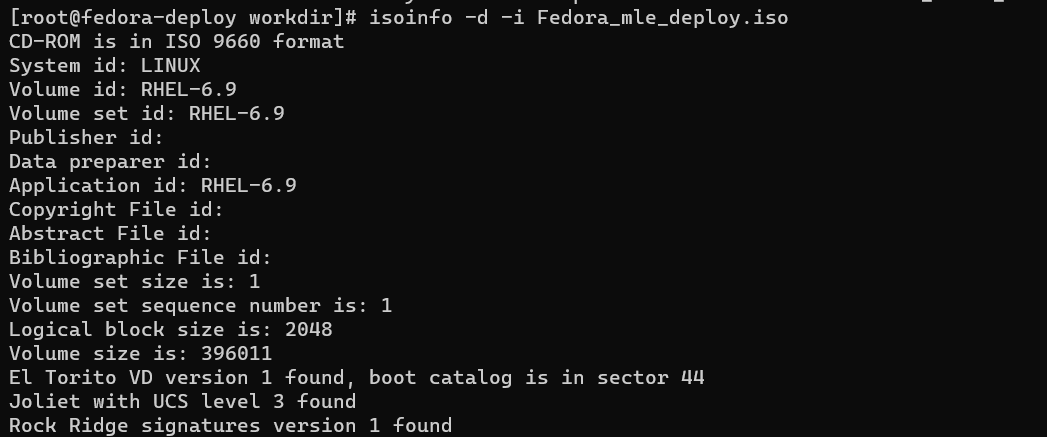 [root@fedora-deploy workdir]# isoinfo -d -i Fedora_mle_deploy.iso
CD-ROM is in ISO 9660 format
System id: LINUX
Volume id: RHEL-6.9
Volume set id: RHEL-6.9
Publisher id:
Data preparer id:
Application id: RHEL-6.9
Copyright File id:
Abstract File id:
Bibliographic File id:
Volume set size is: 1
Volume set sequence number is: 1
Logical block size is: 2048
Volume size is: 396011
El Torito VD version 1 found, boot catalog is in sector 44
Joliet with UCS level 3 found
Rock Ridge signatures version 1 found